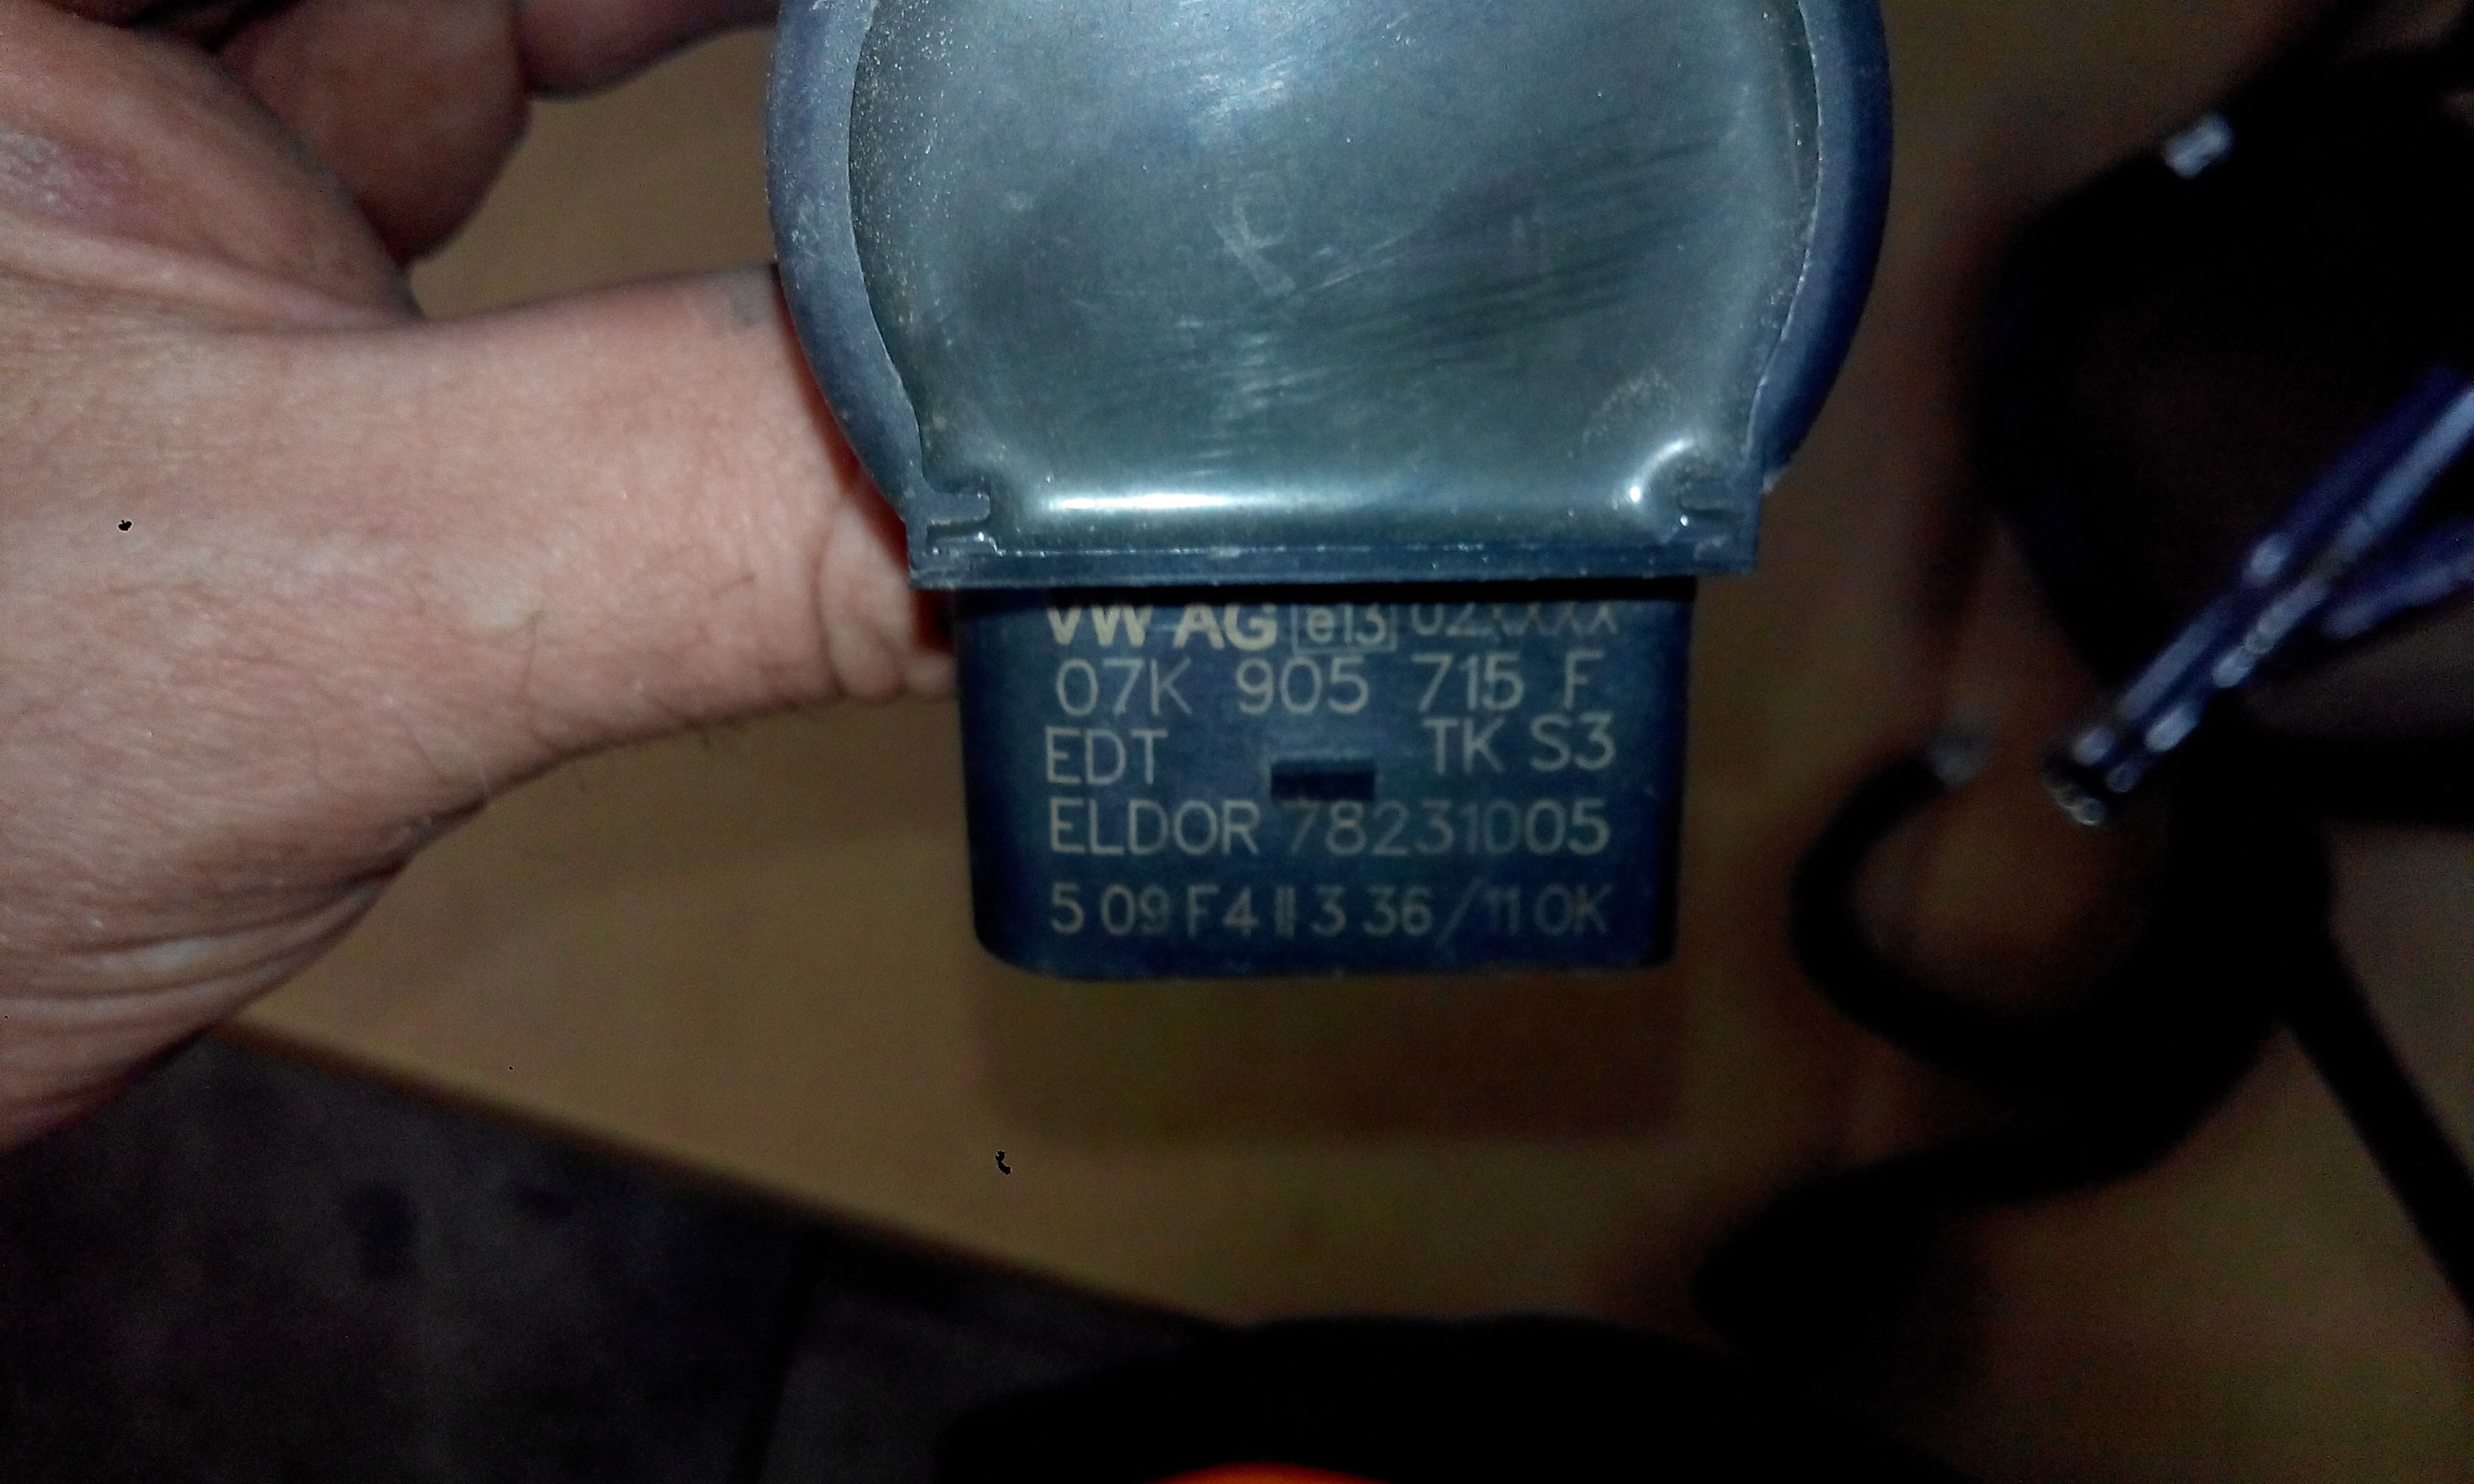 VW AG e13 02XXXX
07K 905 715 F
EDT TK S3
ELDOR 78231005
5 09 F4 II 3 36/11 OK